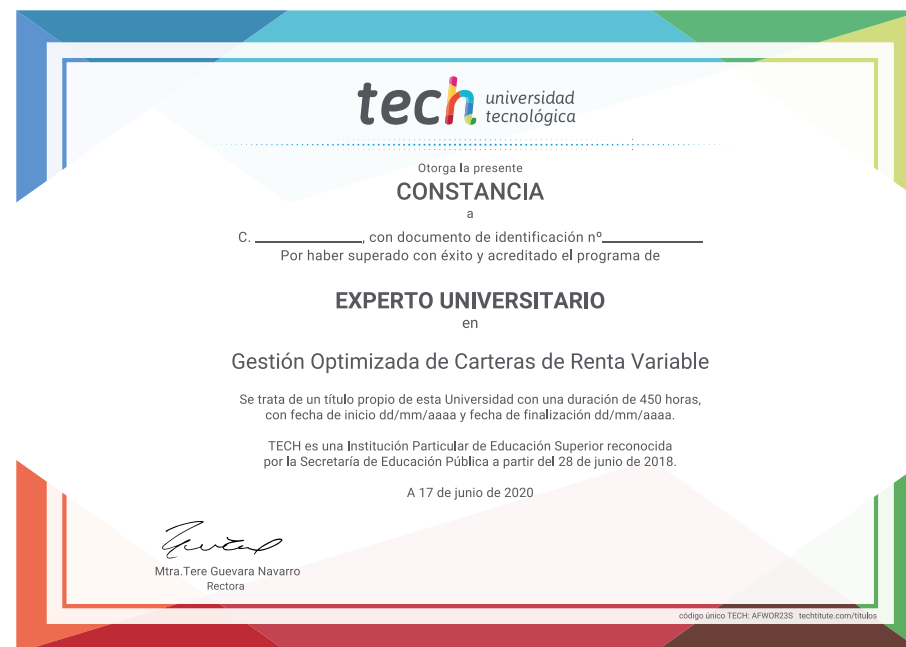 tech universidad
tecnológica
Otorga la presente
CONSTANCIA
a
C. ____________, con documento de identificación nº____________
Por haber superado con éxito y acreditado el programa de
EXPERTO UNIVERSITARIO
en
Gestión Optimizada de Carteras de Renta Variable
Se trata de un título propio de esta Universidad con una duración de 450 horas,
con fecha de inicio dd/mm/aaaa y fecha de finalización dd/mm/aaaa.
TECH es una Institución Particular de Educación Superior reconocida
por la Secretaría de Educación Pública a partir del 28 de junio de 2018.
A 17 de junio de 2020
Mtra.Tere Guevara Navarro
Rectora
código único TECH: AFWOR23S techtitute.com/titulos